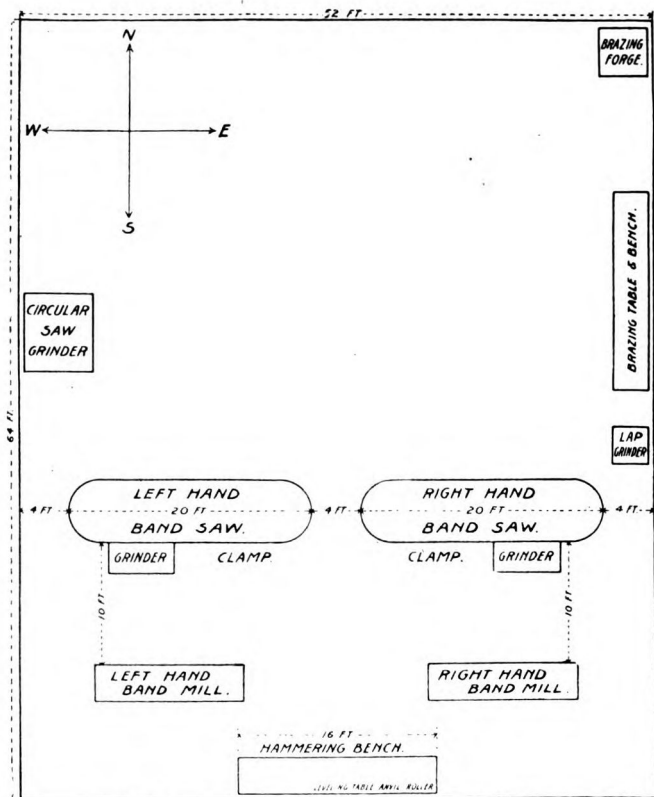 52 FT
N
BRAZING
FORGE.
W
E
S
BRAZING TABLE & BENCH.
CIRCULAR
SAW
GRINDER
64 FT.
LAP
GRINDER
LEFT HAND
RIGHT HAND
4 FT
20 FT
4 FT
20 FT
4 FT
BAND SAW.
BAND SAW.
GRINDER
CLAMP.
CLAMP.
GRINDER
10 FT
10 FT
LEFT HAND
BAND MILL.
RIGHT HAND
BAND MILL.
16 FT
HAMMERING BENCH.
LEVELING TABLE ANVIL ROLLER